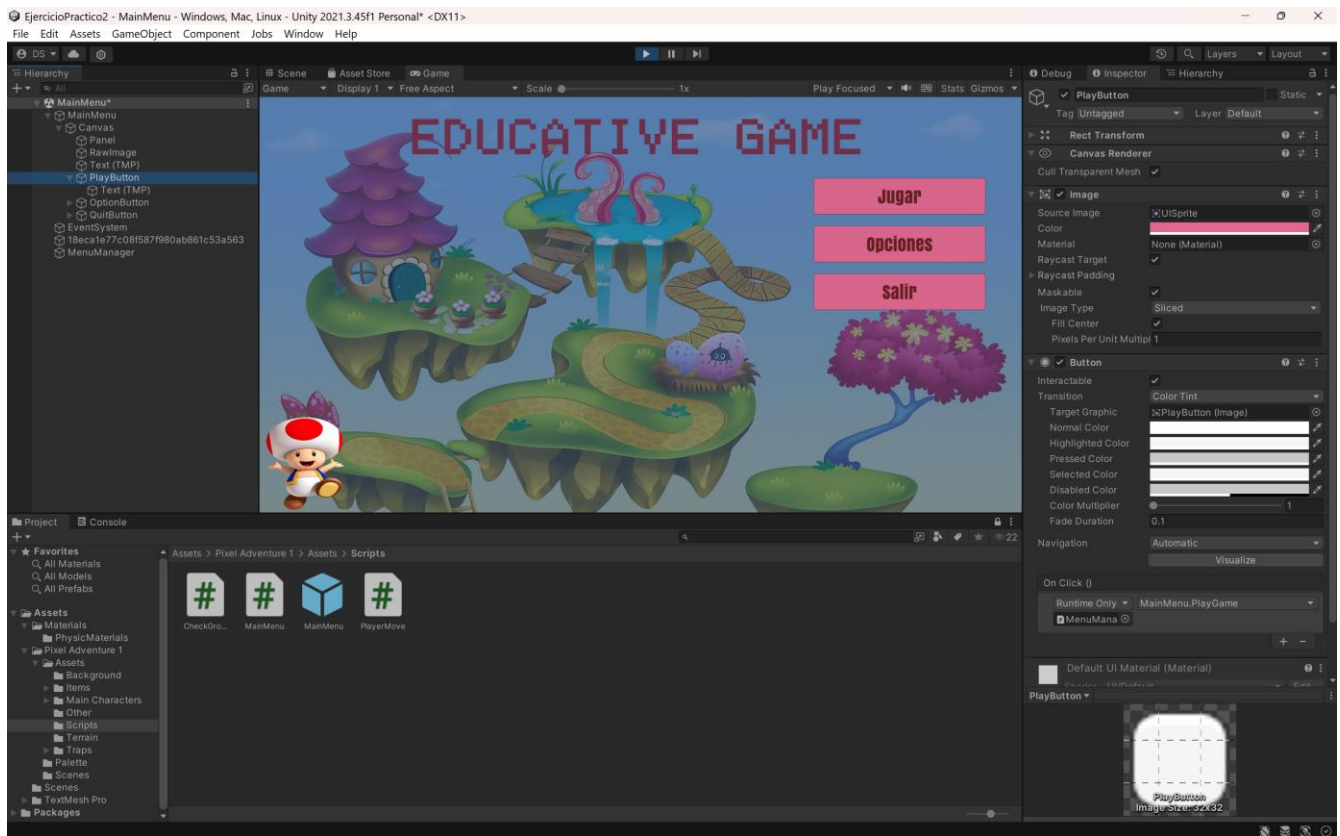 EjercicioPractico2 - MainMenu - Windows, Mac, Linux - Unity 2021.3.45f1 Personal* <DX11>
File Edit Assets GameObject Component Jobs Window Help
DS
Layers Layout
Hierarchy
All
MainMenu*
MainMenu
Canvas
Panel
RawImage
Text (TMP)
PlayButton
Text (TMP)
OptionButton
QuitButton
EventSystem
18eca1e77c08f587f980ab861c53a563
MenuManager
Scene Asset Store Game
Game Display 1 Free Aspect Scale 1x Play Focused Stats Gizmos
EDUCATIVE GAME
Jugar
Opciones
Salir
Debug Inspector Hierarchy
PlayButton Static
Tag Untagged Layer Default
Rect Transform
Canvas Renderer
Cull Transparent Mesh
Image
Source Image UISprite
Color
Material None (Material)
Raycast Target
Raycast Padding
Maskable
Image Type Sliced
Fill Center
Pixels Per Unit Multipl 1
Button
Interactable
Transition Color Tint
Target Graphic PlayButton (Image)
Normal Color
Highlighted Color
Pressed Color
Selected Color
Disabled Color
Color Multiplier 1
Fade Duration 0.1
Navigation Automatic
Visualize
On Click ()
Runtime Only MainMenu.PlayGame
MenuMana
Default UI Material (Material)
PlayButton
PlayButton
Image Size: 32x32
Project Console
22
Favorites
All Materials
All Models
All Prefabs
Assets
Materials
PhysicMaterials
Pixel Adventure 1
Assets
Background
Items
Main Characters
Other
Scripts
Terrain
Traps
Palette
Scenes
Scenes
TextMesh Pro
Packages
Assets > Pixel Adventure 1 > Assets > Scripts
CheckGro... MainMenu MainMenu PlayerMove